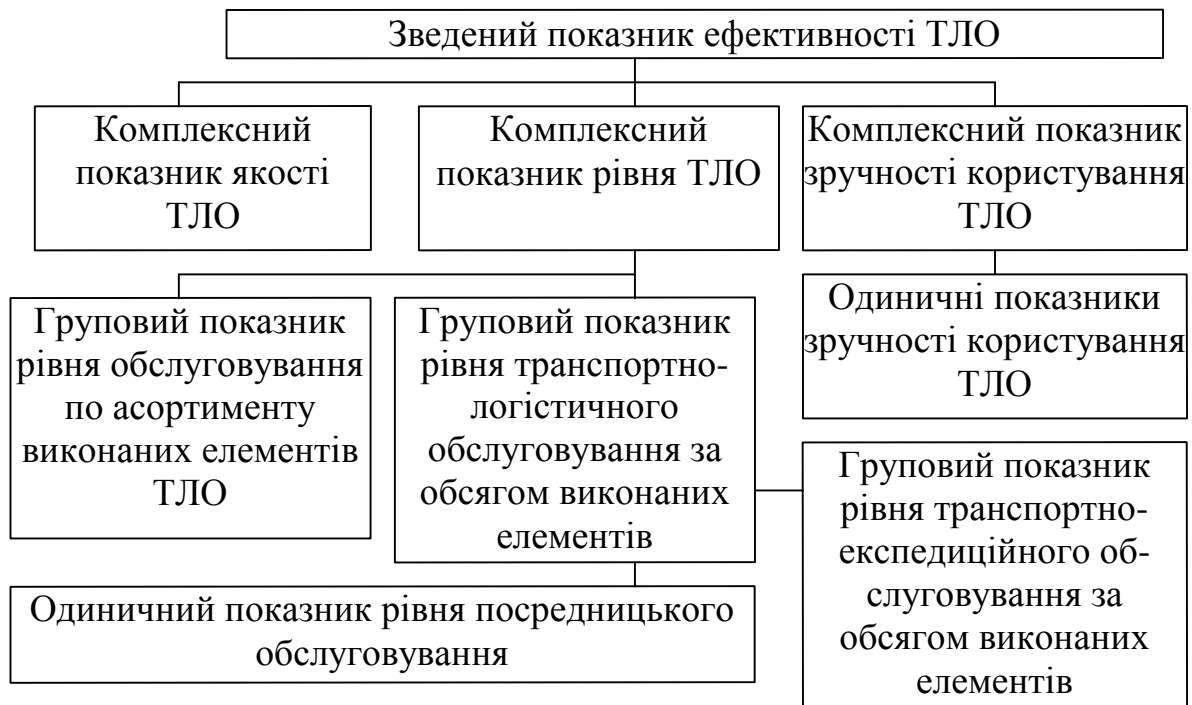 Зведений показник ефективності ТЛО
Комплексний
показник якості
ТЛО
Комплексний
показник рівня ТЛО
Комплексний показник
зручності користування
ТЛО
Груповий показник
рівня обслуговування
по асортименту
виконаних елементів
ТЛО
Груповий показник
рівня транспортно-
логістичного
обслуговування за
обсягом виконаних
елементів
Одиничні показники
зручності користування
ТЛО
Груповий показник
рівня транспортно-
експедиційного об-
слуговування за
обсягом виконаних
елементів
Одиничний показник рівня посредницького
обслуговування